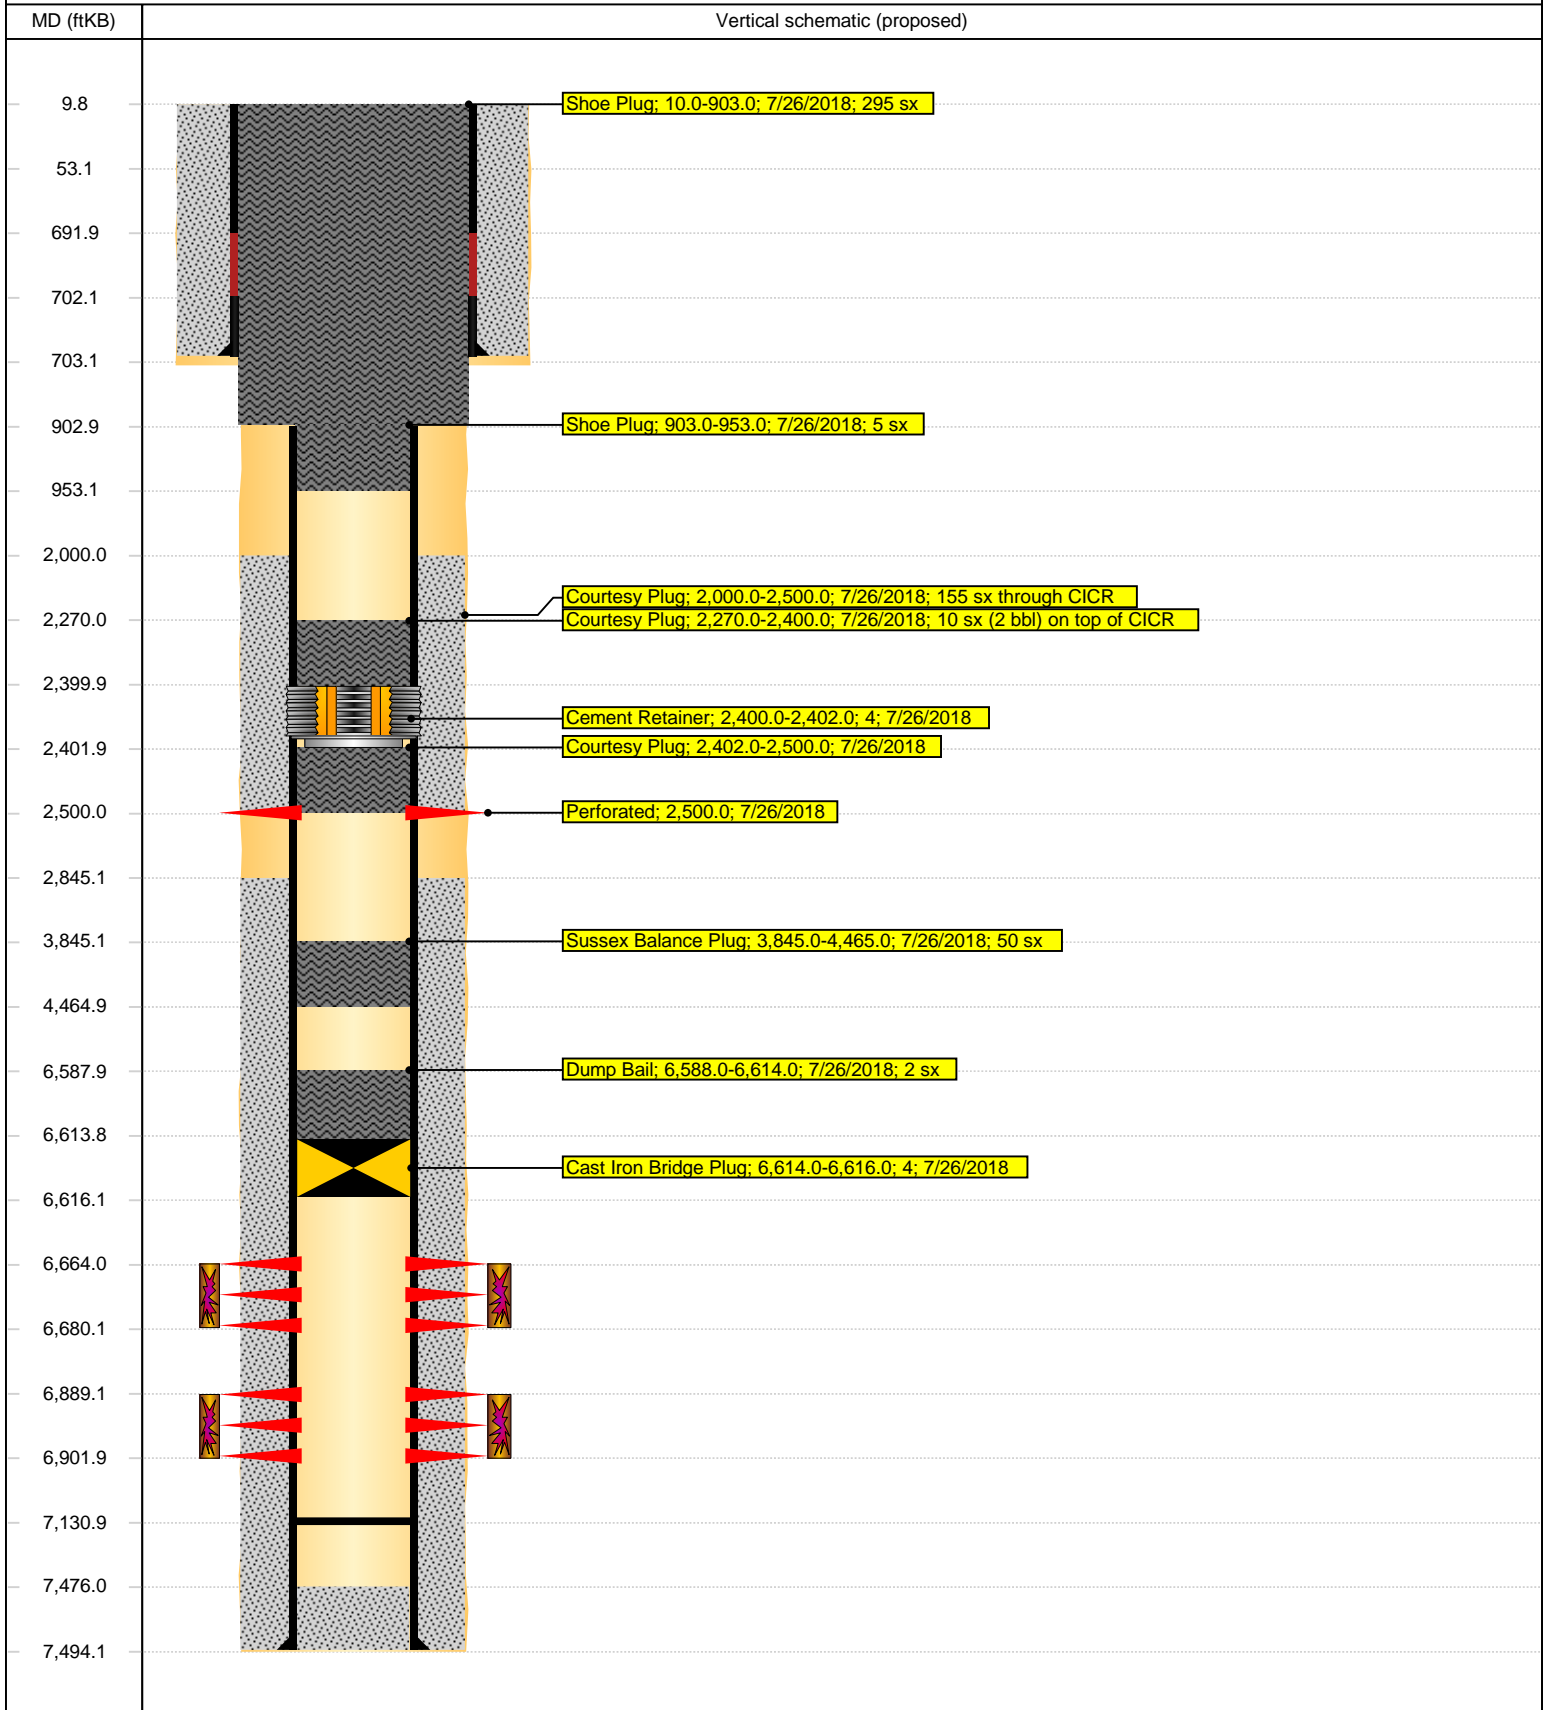 MD (ftKB)
Vertical schematic (proposed)
9.8
Shoe Plug; 10.0-903.0; 7/26/2018; 295 sx
53.1
691.9
702.1
703.1
902.9
Shoe Plug; 903.0-953.0; 7/26/2018; 5 sx
953.1
2,000.0
Courtesy Plug; 2,000.0-2,500.0; 7/26/2018; 155 sx through CICR
2,270.0
Courtesy Plug; 2,270.0-2,400.0; 7/26/2018; 10 sx (2 bbl) on top of CICR
2,399.9
Cement Retainer; 2,400.0-2,402.0; 4; 7/26/2018
2,401.9
Courtesy Plug; 2,402.0-2,500.0; 7/26/2018
2,500.0
Perforated; 2,500.0; 7/26/2018
2,845.1
3,845.1
Sussex Balance Plug; 3,845.0-4,465.0; 7/26/2018; 50 sx
4,464.9
6,587.9
Dump Bail; 6,588.0-6,614.0; 7/26/2018; 2 sx
6,613.8
Cast Iron Bridge Plug; 6,614.0-6,616.0; 4; 7/26/2018
6,616.1
6,664.0
6,680.1
6,889.1
6,901.9
7,130.9
7,476.0
7,494.1